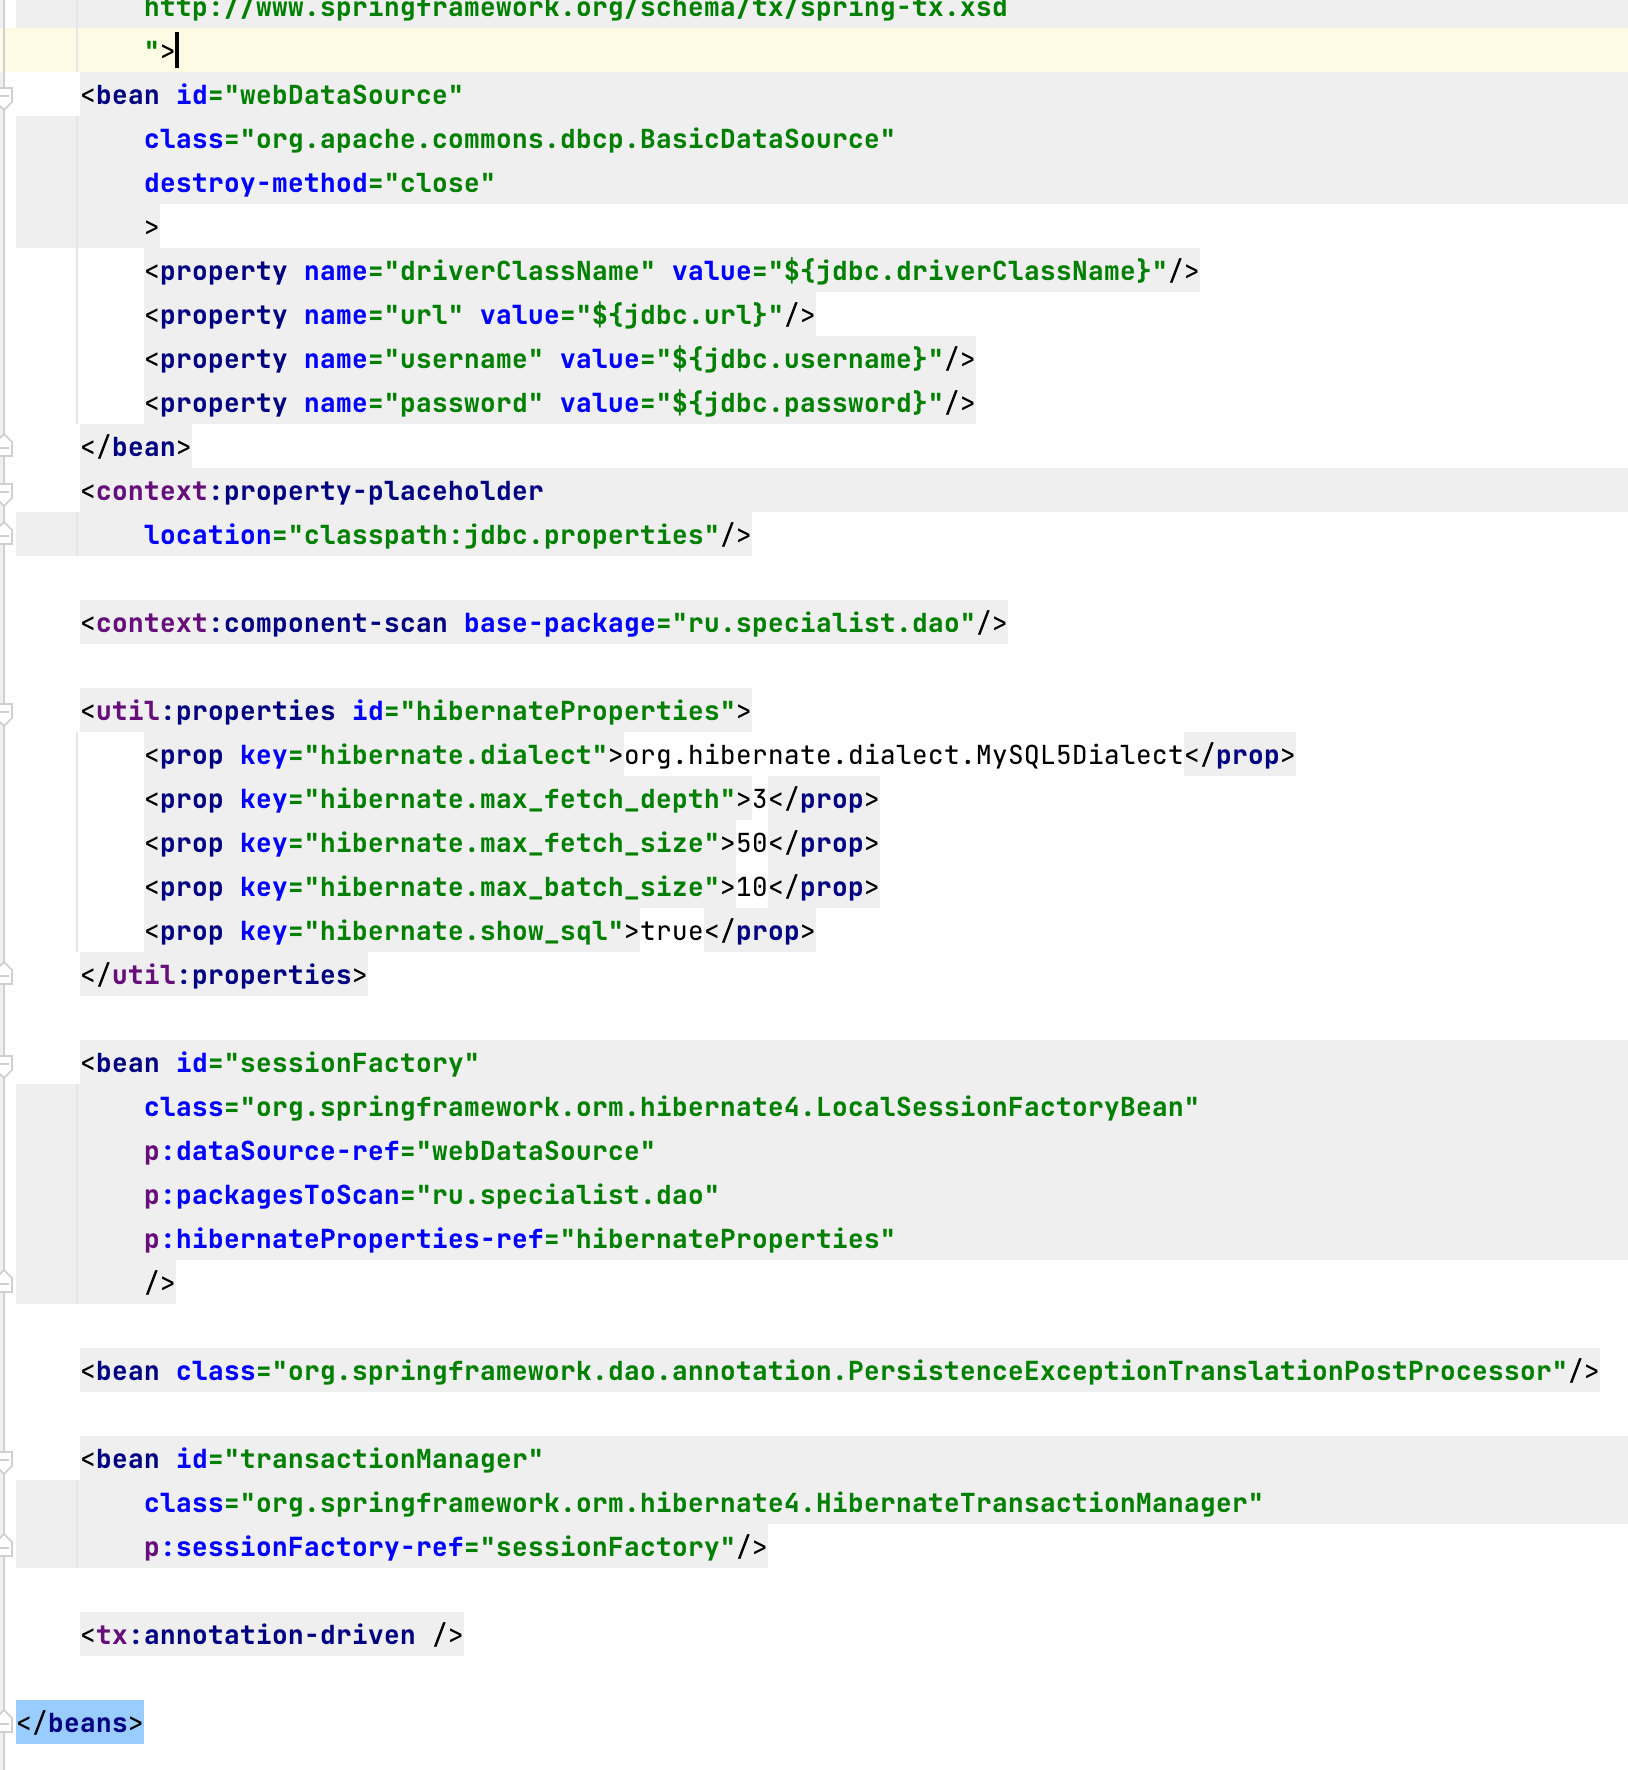 http://www.springframework.org/schema/tx/spring-tx.xsd
">
<bean id="webDataSource"
class="org.apache.commons.dbcp.BasicDataSource"
destroy-method="close"
>
<property name="driverClassName" value="${jdbc.driverClassName}"/>
<property name="url" value="${jdbc.url}"/>
<property name="username" value="${jdbc.username}"/>
<property name="password" value="${jdbc.password}"/>
</bean>
<context:property-placeholder
location="classpath:jdbc.properties"/>
<context:component-scan base-package="ru.specialist.dao"/>
<util:properties id="hibernateProperties">
<prop key="hibernate.dialect">org.hibernate.dialect.MySQL5Dialect</prop>
<prop key="hibernate.max_fetch_depth">3</prop>
<prop key="hibernate.max_fetch_size">50</prop>
<prop key="hibernate.max_batch_size">10</prop>
<prop key="hibernate.show_sql">true</prop>
</util:properties>
<bean id="sessionFactory"
class="org.springframework.orm.hibernate4.LocalSessionFactoryBean"
p:dataSource-ref="webDataSource"
p:packagesToScan="ru.specialist.dao"
p:hibernateProperties-ref="hibernateProperties"
/>
<bean class="org.springframework.dao.annotation.PersistenceExceptionTranslationPostProcessor"/>
<bean id="transactionManager"
class="org.springframework.orm.hibernate4.HibernateTransactionManager"
p:sessionFactory-ref="sessionFactory"/>
<tx:annotation-driven />
</beans>